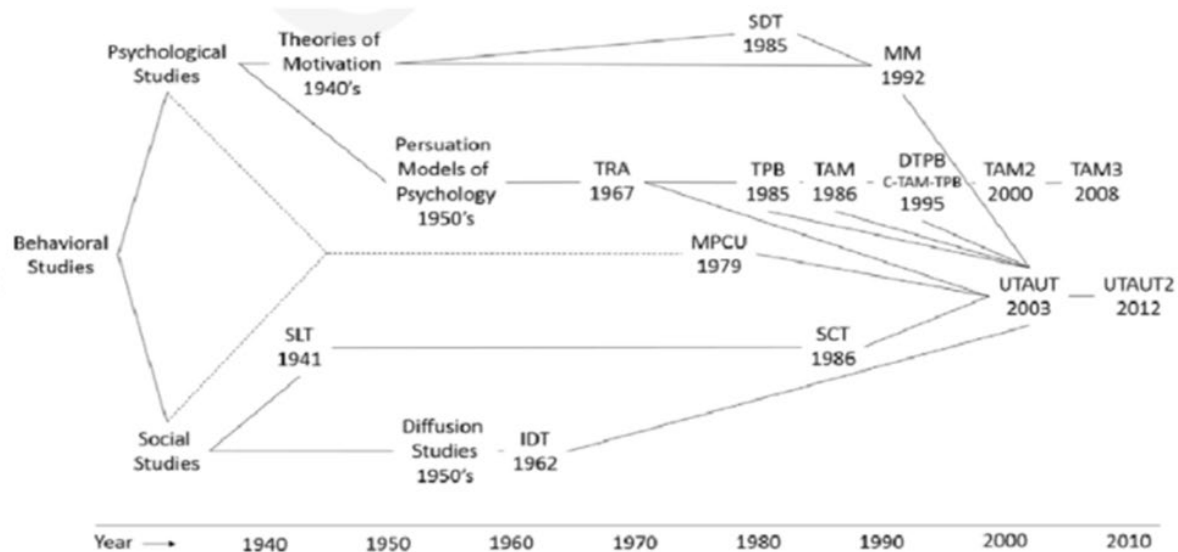 Psychological
Studies
Theories of
Motivation
1940's
SDT
1985
MM
1992
Persuation
Models of
Psychology
1950's
TRA
1967
TPB
1985
TAM
1986
DTPB
C-TAM-TPB
1995
TAM2
2000
TAM3
2008
Behavioral
Studies
MPCU
1979
UTAUT
2003
UTAUT2
2012
SLT
1941
SCT
1986
Social
Studies
Diffusion
Studies
1950's
IDT
1962
Year 1940 1950 1960 1970 1980 1990 2000 2010